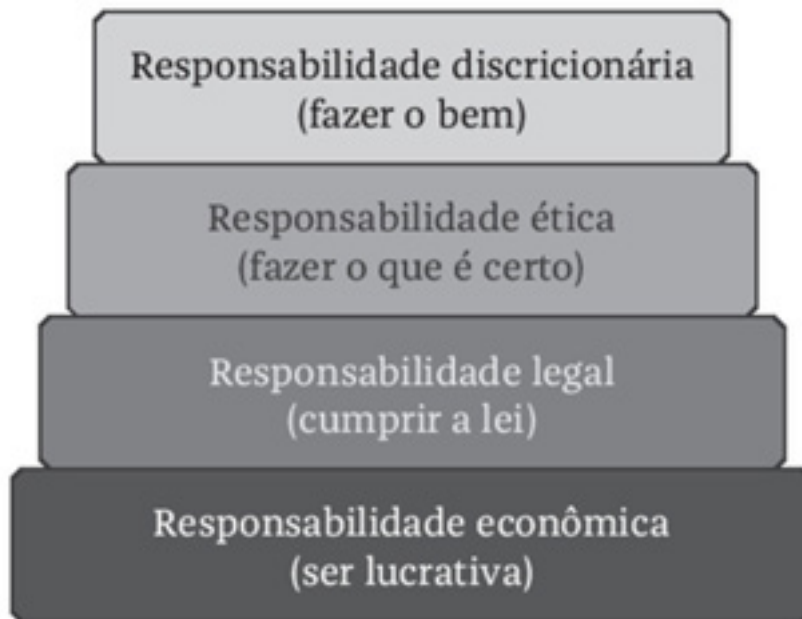 Responsabilidade discricionária
(fazer o bem)
Responsabilidade ética
(fazer o que é certo)
Responsabilidade legal
(cumprir a lei)
Responsabilidade econômica
(ser lucrativa)